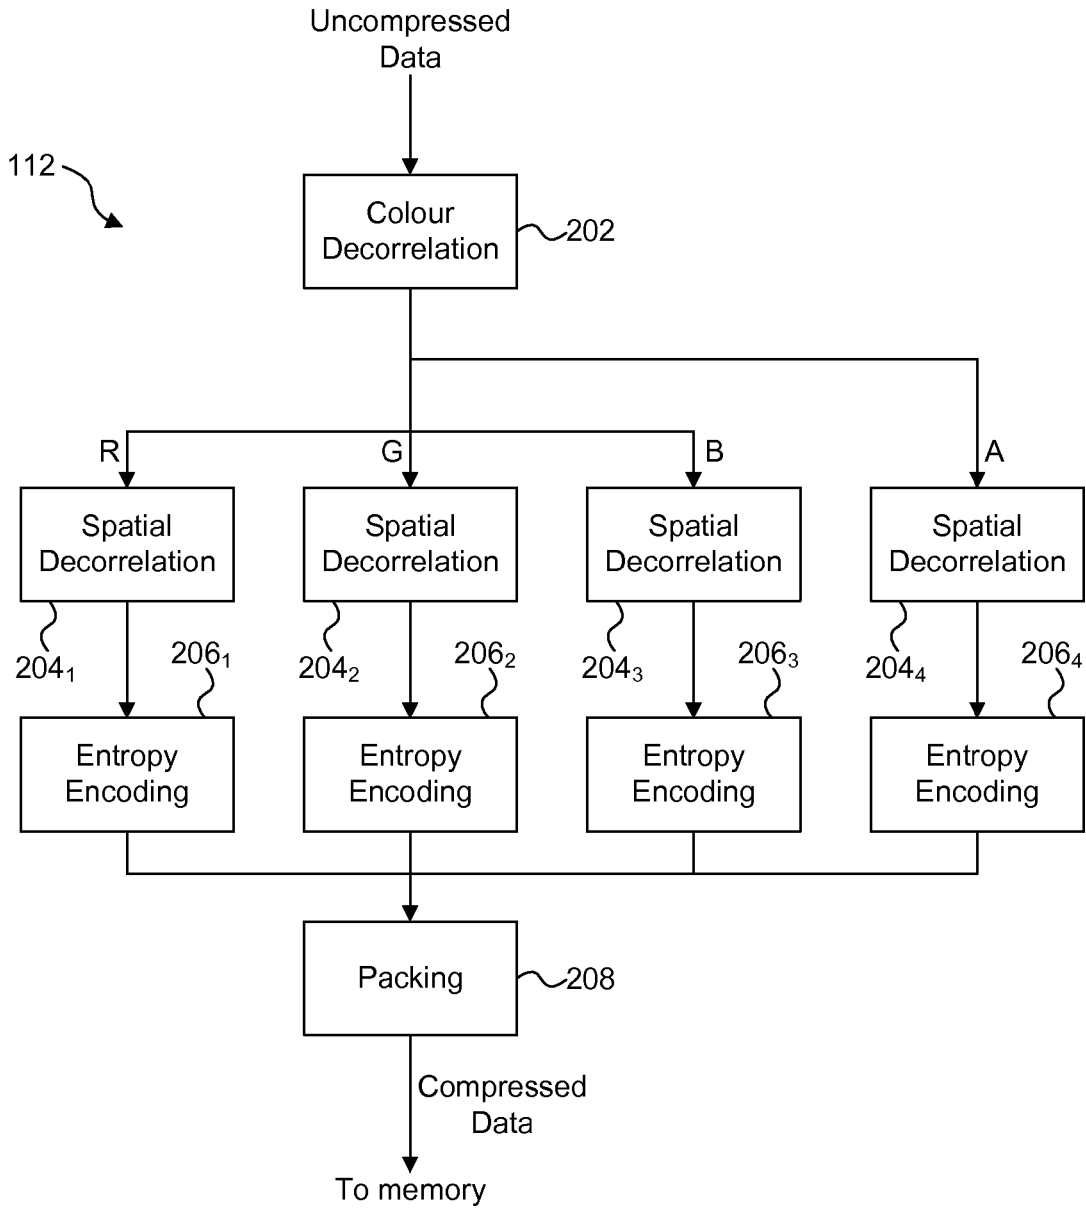 Uncompressed
Data
112
Colour
Decorrelation
202
R
G
B
A
Spatial
Decorrelation
Spatial
Decorrelation
Spatial
Decorrelation
Spatial
Decorrelation
204₁
206₁
204₂
206₂
204₃
206₃
204₄
206₄
Entropy
Encoding
Entropy
Encoding
Entropy
Encoding
Entropy
Encoding
Packing
208
Compressed
Data
To memory